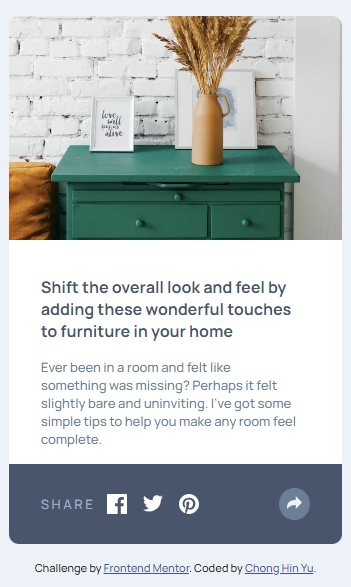 love
will
alive
Shift the overall look and feel by
adding these wonderful touches
to furniture in your home
Ever been in a room and felt like
something was missing? Perhaps it felt
slightly bare and uninviting. I've got some
simple tips to help you make any room feel
complete.
SHARE
Challenge by Frontend Mentor. Coded by Chong Hin Yu.